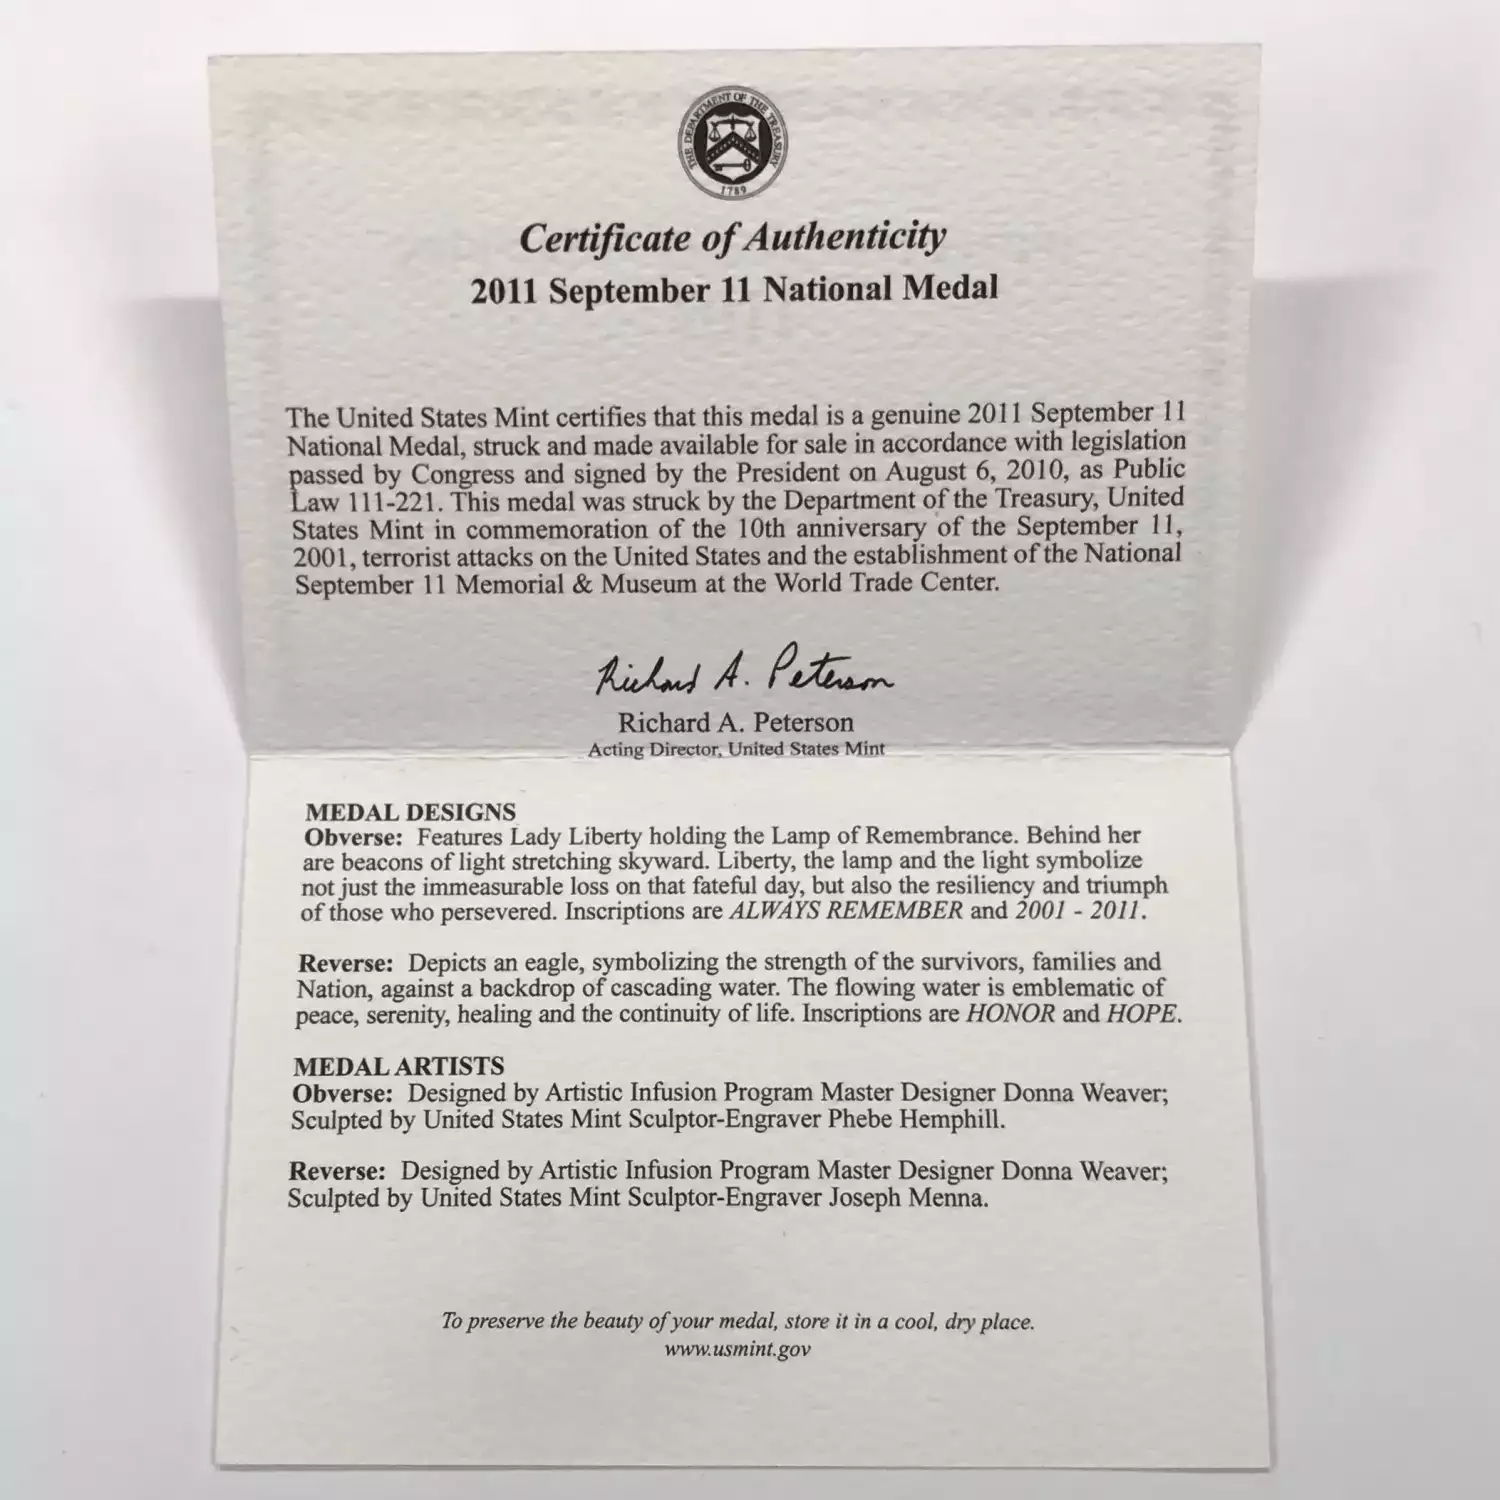 THE DEPARTMENT OF THE TREASURY
1789
Certificate of Authenticity
2011 September 11 National Medal
The United States Mint certifies that this medal is a genuine 2011 September 11
National Medal, struck and made available for sale in accordance with legislation
passed by Congress and signed by the President on August 6, 2010, as Public
Law 111-221. This medal was struck by the Department of the Treasury, United
States Mint in commemoration of the 10th anniversary of the September 11,
2001, terrorist attacks on the United States and the establishment of the National
September 11 Memorial & Museum at the World Trade Center.
Richard A. Peterson
Richard A. Peterson
Acting Director, United States Mint
MEDAL DESIGNS
Obverse: Features Lady Liberty holding the Lamp of Remembrance. Behind her
are beacons of light stretching skyward. Liberty, the lamp and the light symbolize
not just the immeasurable loss on that fateful day, but also the resiliency and triumph
of those who persevered. Inscriptions are ALWAYS REMEMBER and 2001 - 2011.
Reverse: Depicts an eagle, symbolizing the strength of the survivors, families and
Nation, against a backdrop of cascading water. The flowing water is emblematic of
peace, serenity, healing and the continuity of life. Inscriptions are HONOR and HOPE.
MEDAL ARTISTS
Obverse: Designed by Artistic Infusion Program Master Designer Donna Weaver;
Sculpted by United States Mint Sculptor-Engraver Phebe Hemphill.
Reverse: Designed by Artistic Infusion Program Master Designer Donna Weaver;
Sculpted by United States Mint Sculptor-Engraver Joseph Menna.
To preserve the beauty of your medal, store it in a cool, dry place.
www.usmint.gov